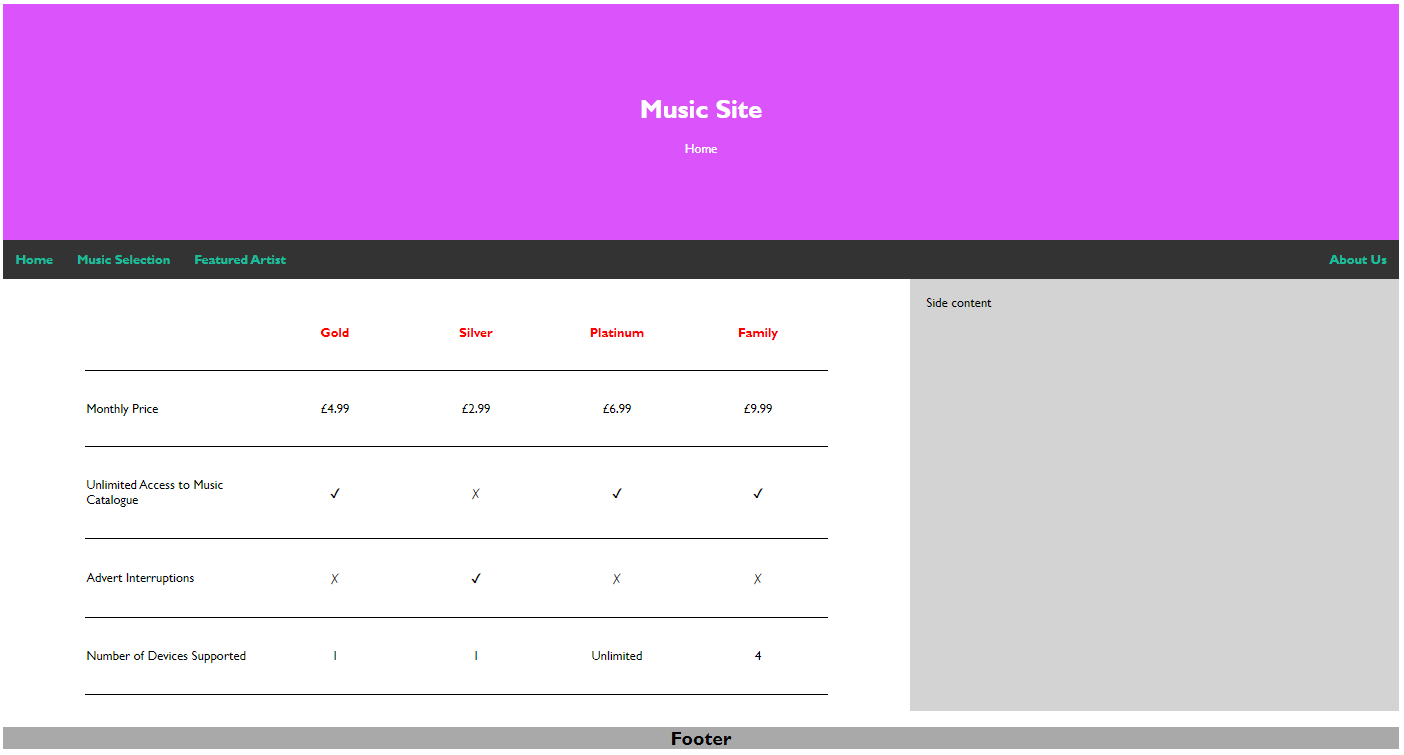 Music Site
Home
Home Music Selection Featured Artist About Us
Side content
Gold Silver Platinum Family
Monthly Price £4.99 £2.99 £6.99 £9.99
Unlimited Access to Music
Catalogue ✓ ✗ ✓ ✓
Advert Interruptions ✗ ✓ ✗ ✗
Number of Devices Supported 1 1 Unlimited 4
Footer